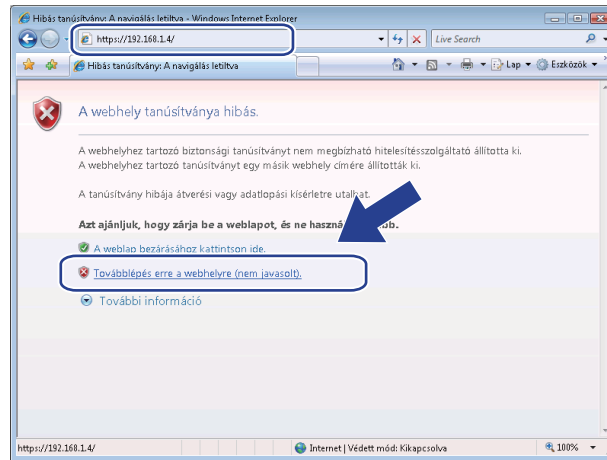 Hibás tanúsítvány: A navigálás letiltva - Windows Internet Explorer
https://192.168.1.4/
Live Search
Hibás tanúsítvány: A navigálás letiltva
Lap
Eszközök
A webhely tanúsítványa hibás.
A webhelyhez tartozó biztonsági tanúsítványt nem megbízható hitelesítésszolgáltató állította ki.
A webhelyhez tartozó tanúsítványt egy másik webhely címére állították ki.
A tanúsítvány hibája átverési vagy adatlopási kísérletre utalhat.
Azt ajánljuk, hogy zárja be a weblapot, és ne
A weblap bezárásához kattintson ide.
Továbblépés erre a webhelyre (nem javasolt).
További információ
https://192.168.1.4/
Internet | Védett mód: Kikapcsolva
100%